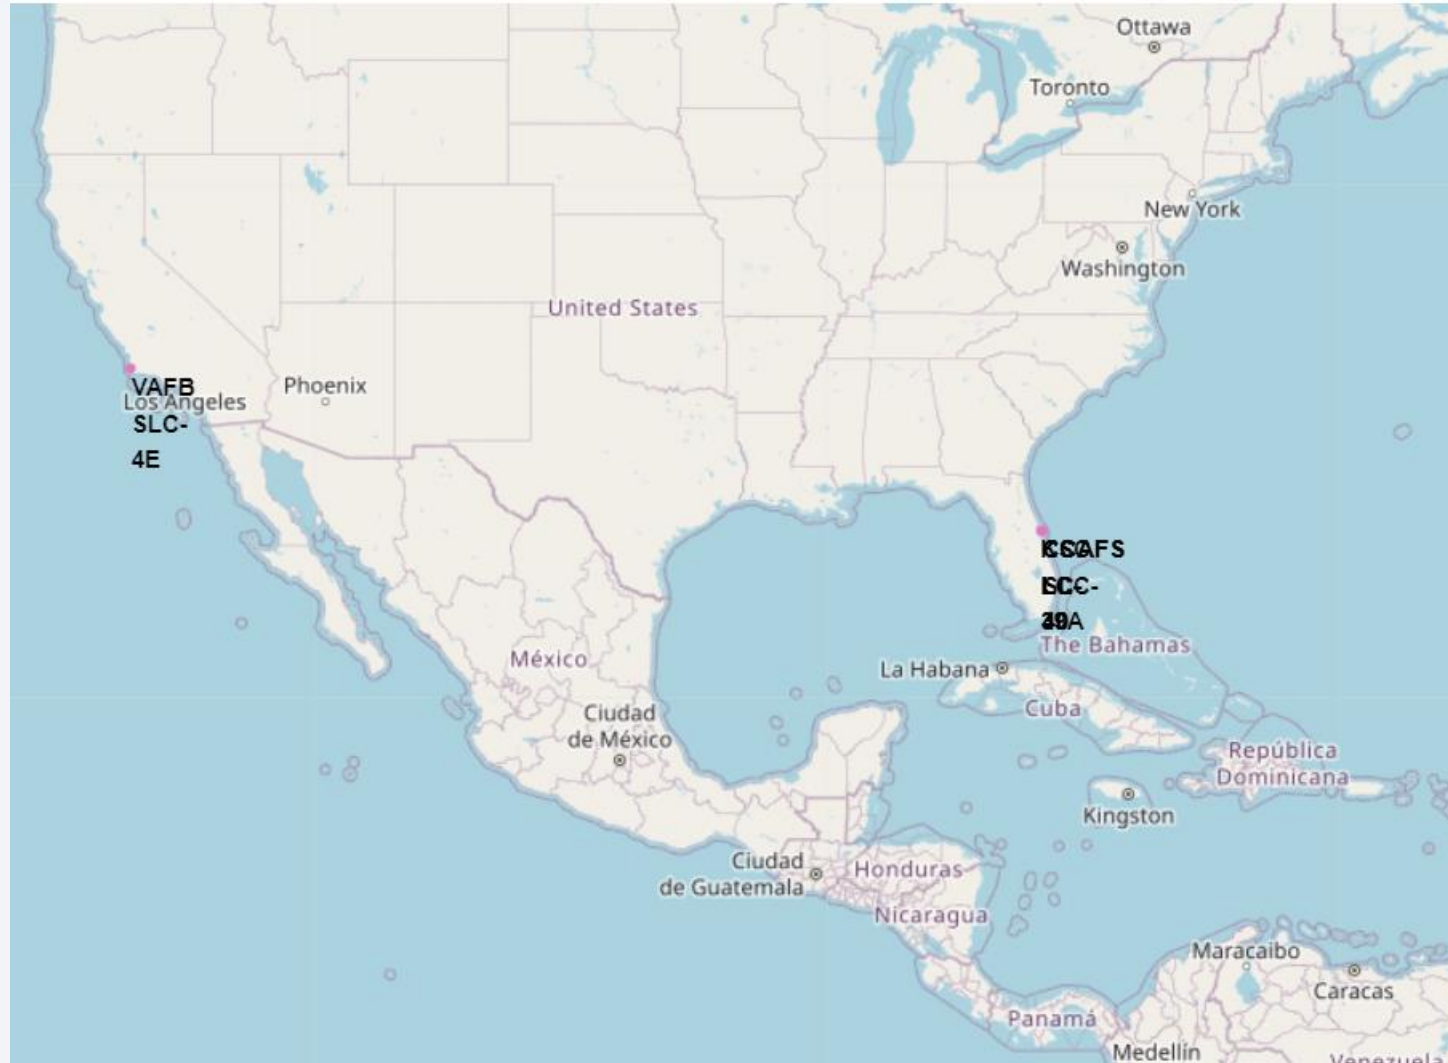 Ottawa
Toronto
New York
Washington
United States
VAFB
Los Angeles
SLC-
4E
Phoenix
The Bahamas
La Habana
México
Cuba
Ciudad
de México
República
Dominicana
Kingston
Ciudad
de Guatemala
Honduras
Nicaragua
Maracaibo
Caracas
Panamá
Medellín
Venezuela